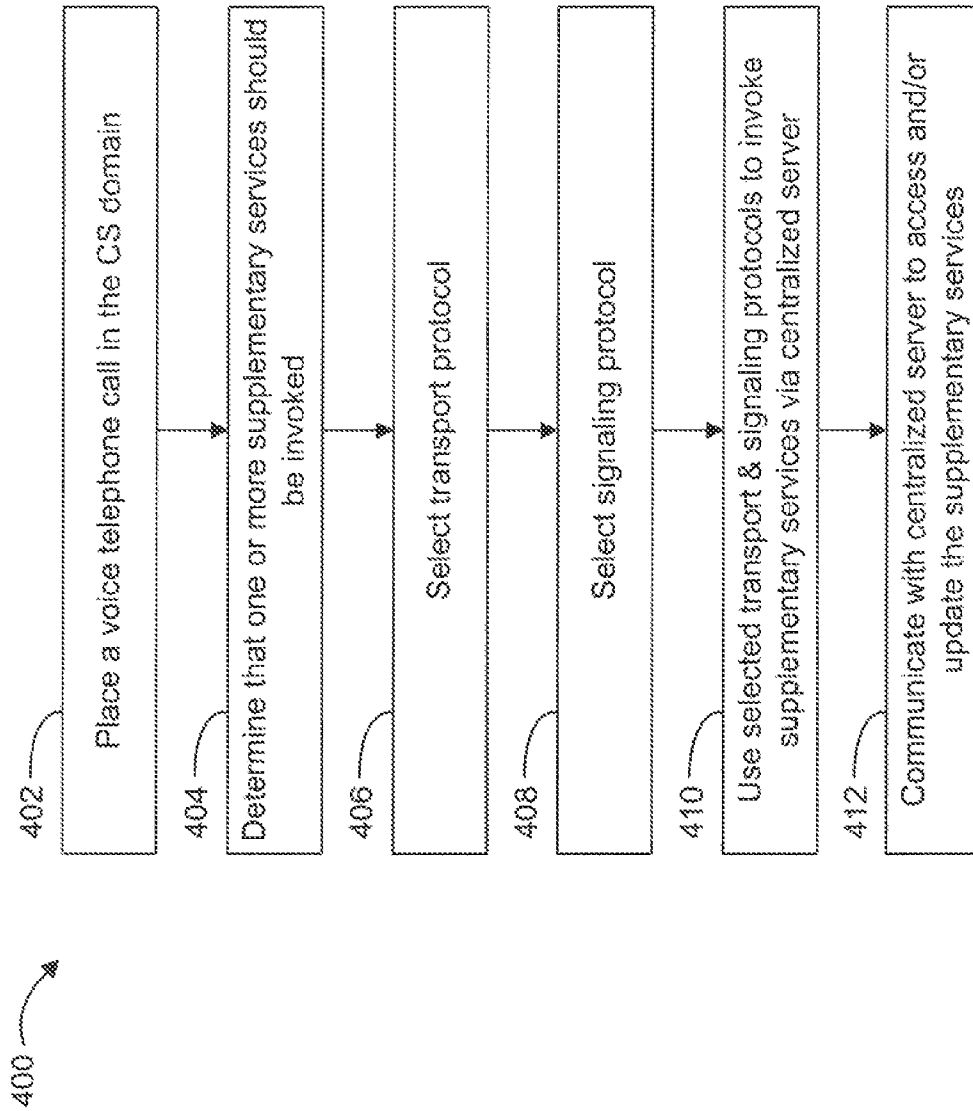 400
402
Place a voice telephone call in the CS domain
404
Determine that one or more supplementary services should
be invoked
406
Select transport protocol
408
Select signaling protocol
410
Use selected transport & signaling protocols to invoke
supplementary services via centralized server
412
Communicate with centralized server to access and/or
update the supplementary services